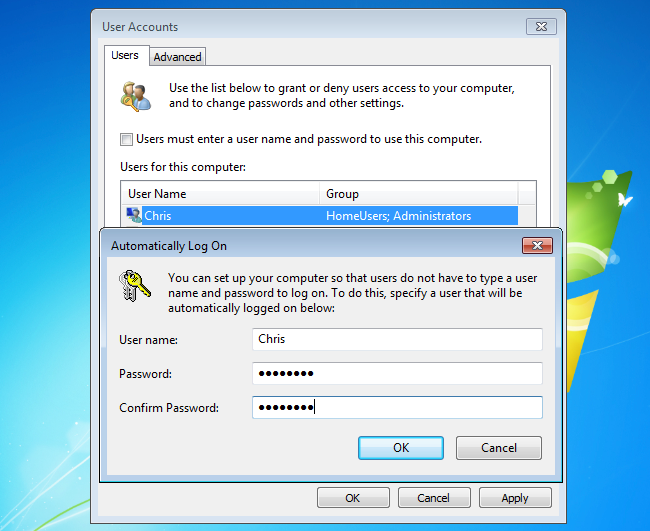 User Accounts
Users
Advanced
Use the list below to grant or deny users access to your computer,
and to change passwords and other settings.
Users must enter a user name and password to use this computer.
Users for this computer:
User Name Group
Chris HomeUsers; Administrators
Automatically Log On
You can set up your computer so that users do not have to type a user
name and password to log on. To do this, specify a user that will be
automatically logged on below:
User name: Chris
Password: ●●●●●●●●
Confirm Password: ●●●●●●●●
OK Cancel
OK Cancel Apply